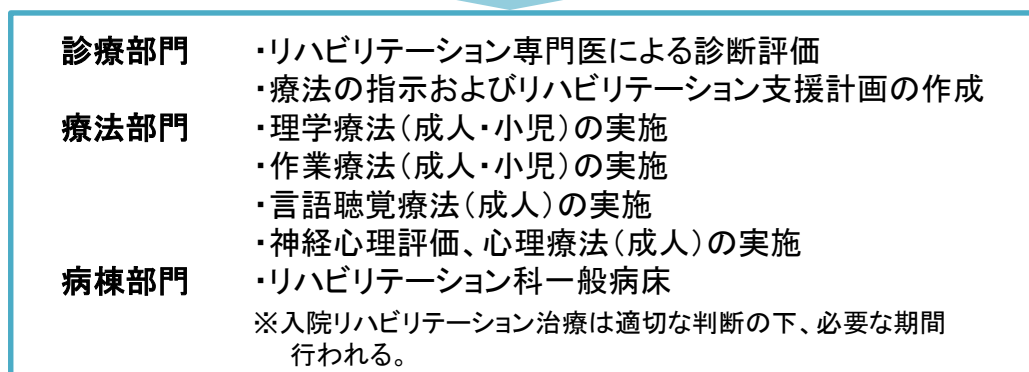 診療部門 ・リハビリテーション専門医による診断評価
・療法の指示およびリハビリテーション支援計画の作成
療法部門 ・理学療法(成人・小児)の実施
・作業療法(成人・小児)の実施
・言語聴覚療法(成人)の実施
・神経心理評価、心理療法(成人)の実施
病棟部門 ・リハビリテーション科一般病床
※入院リハビリテーション治療は適切な判断の下、必要な期間
行われる。